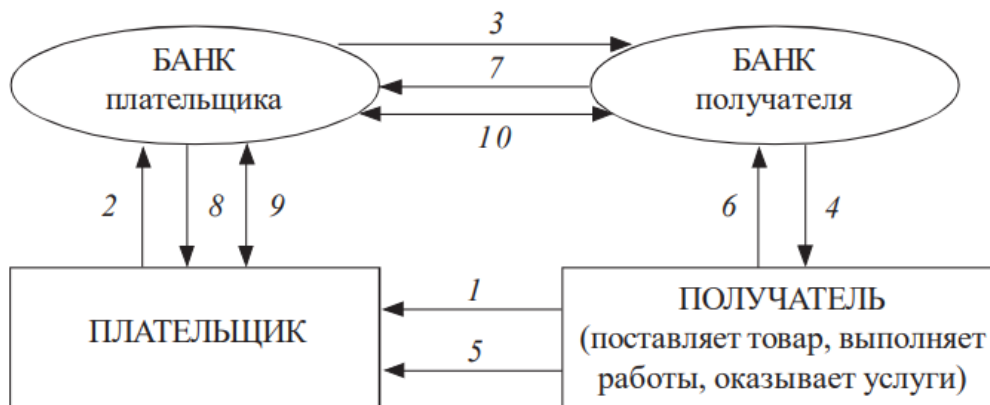 3
БАНК
плательщика
7
БАНК
получателя
10
2
8
9
6
4
ПЛАТЕЛЬЩИК
1
5
ПОЛУЧАТЕЛЬ
(поставляет товар, выполняет
работы, оказывает услуги)